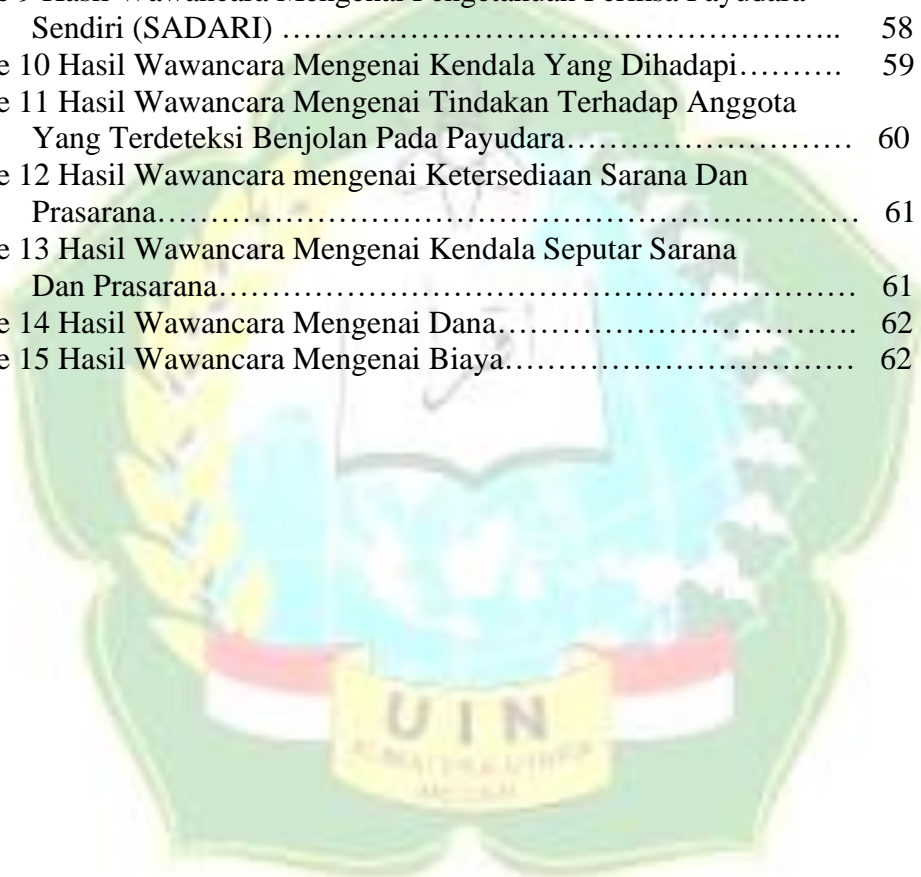 Sendiri (SADARI) ……………………………………………….. 58
e 10 Hasil Wawancara Mengenai Kendala Yang Dihadapi………. 59
e 11 Hasil Wawancara Mengenai Tindakan Terhadap Anggota
Yang Terdeteksi Benjolan Pada Payudara……………………… 60
e 12 Hasil Wawancara mengenai Ketersediaan Sarana Dan
Prasarana………………………………………………………… 61
e 13 Hasil Wawancara Mengenai Kendala Seputar Sarana
Dan Prasarana…………………………………………………… 61
e 14 Hasil Wawancara Mengenai Dana……………………………. 62
e 15 Hasil Wawancara Mengenai Biaya…………………………… 62
UIN